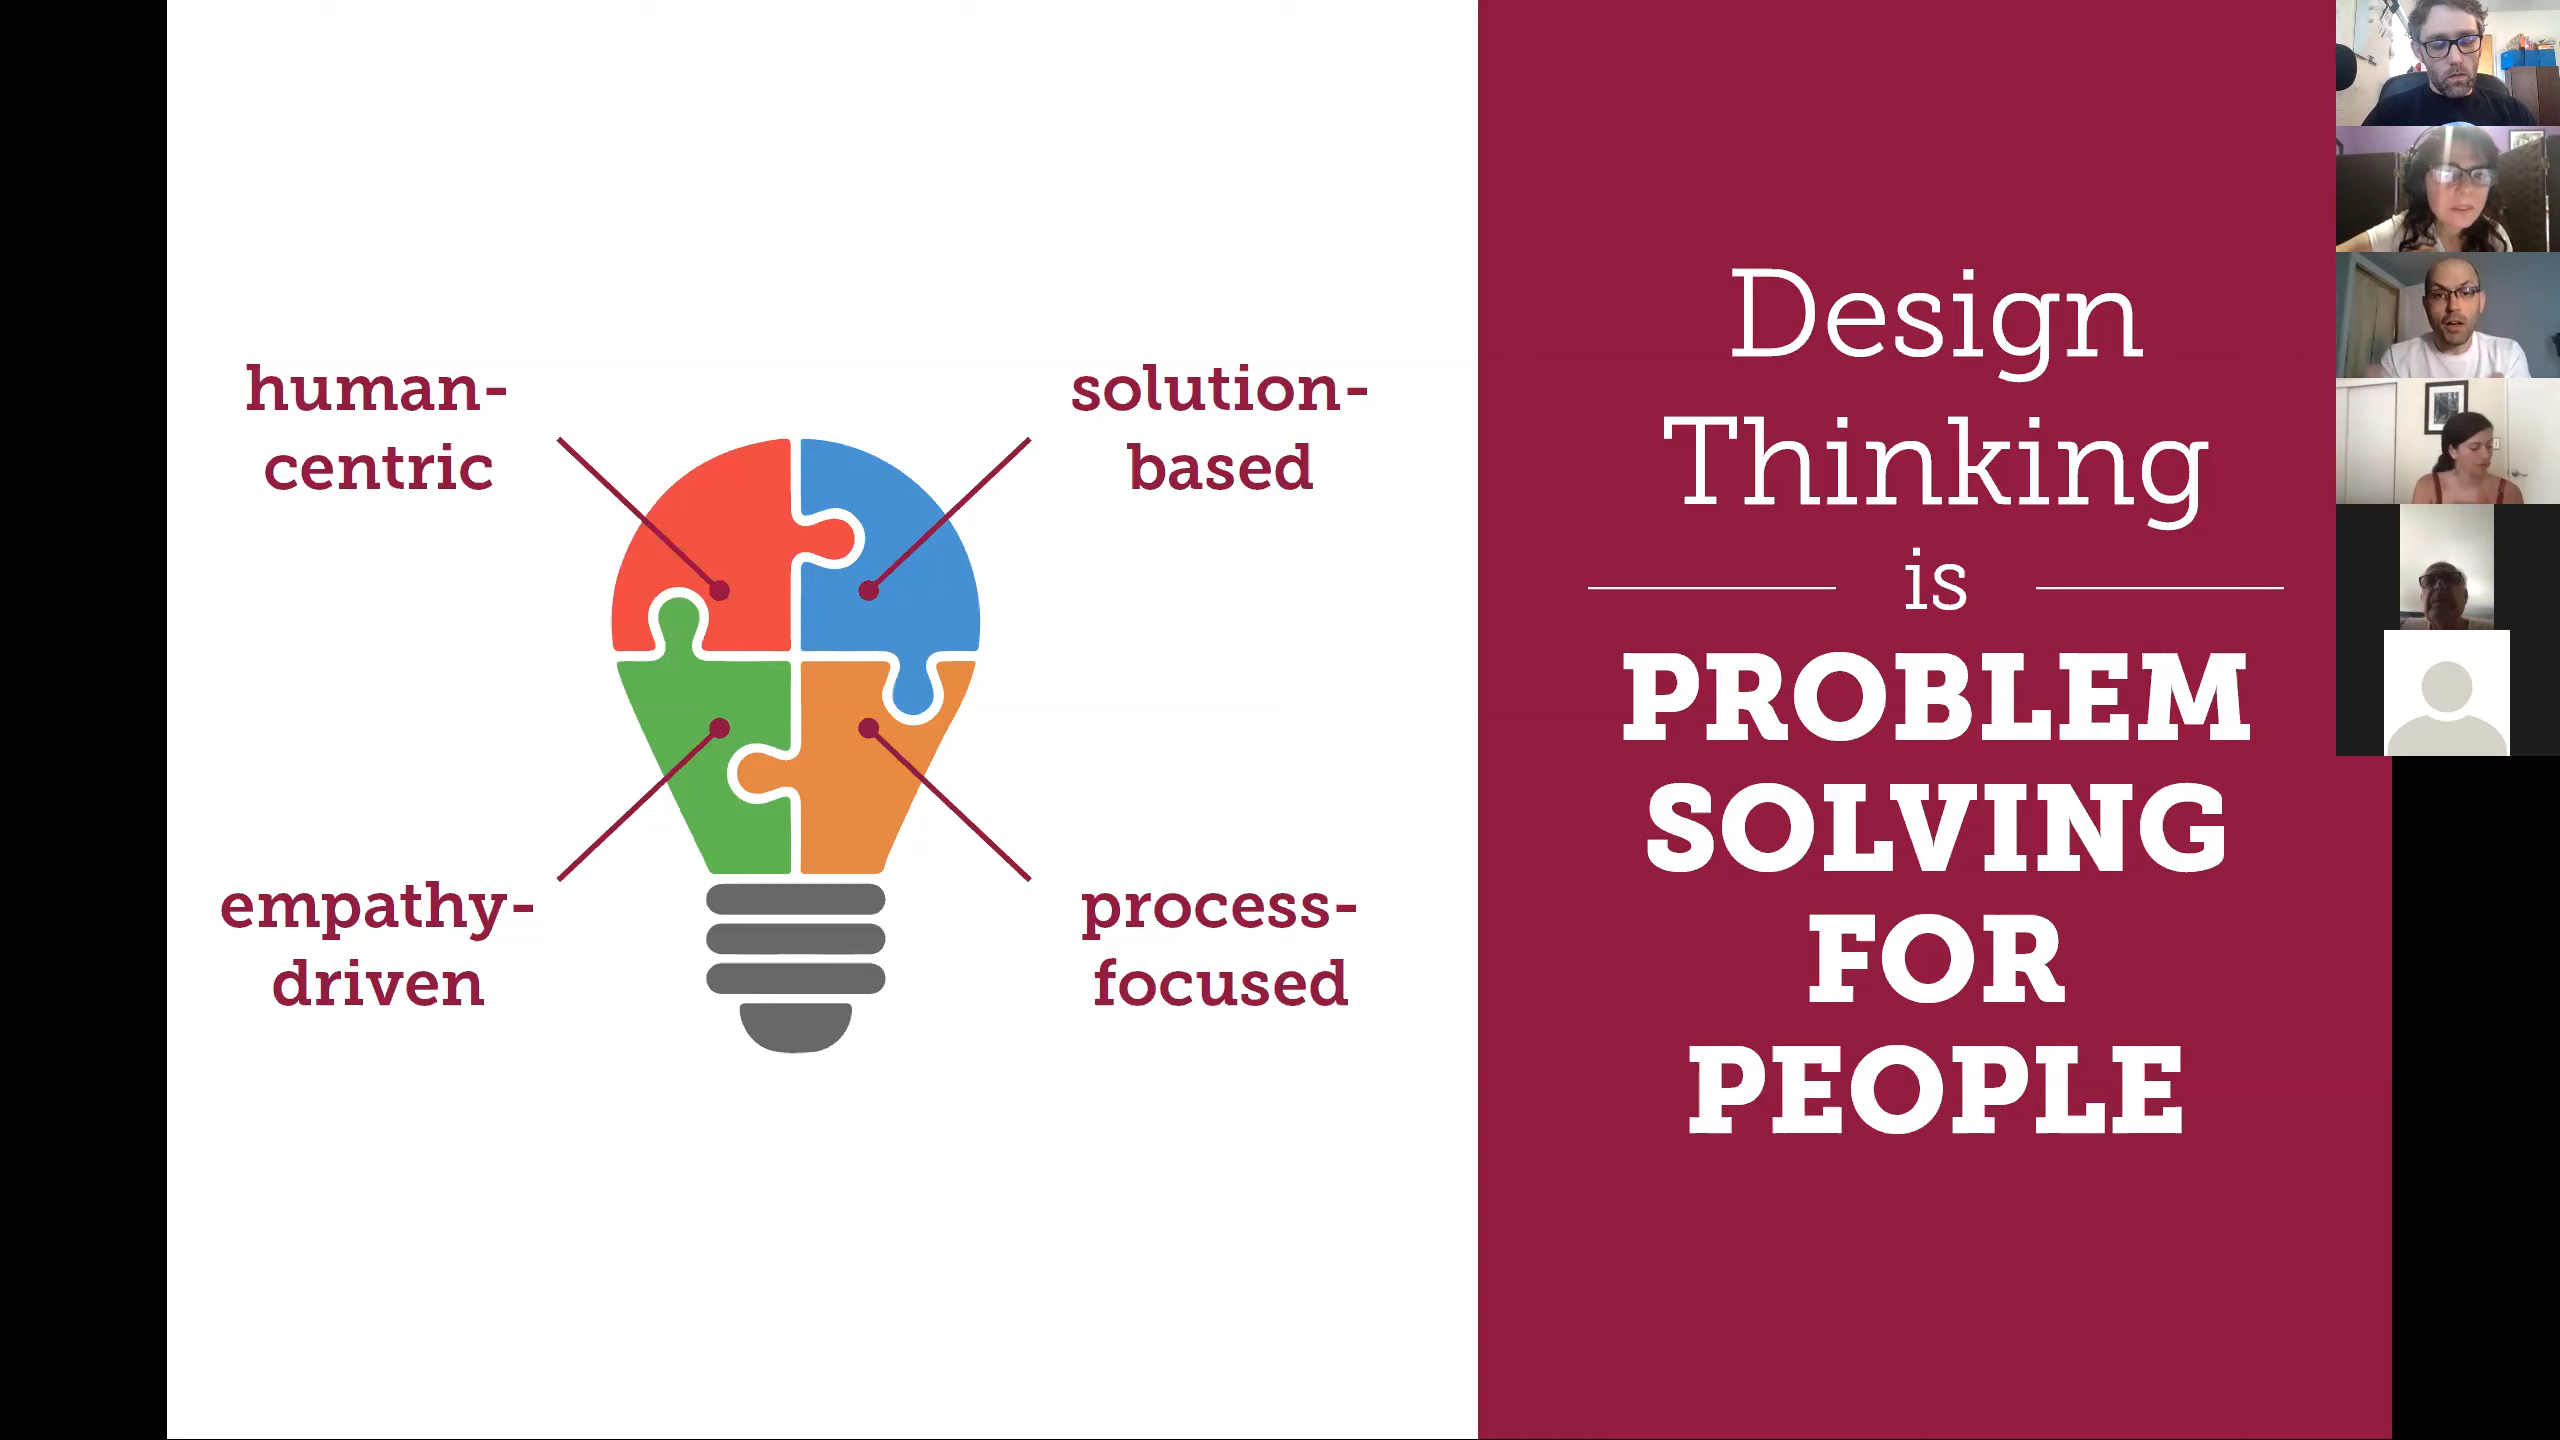 human-
centric
solution-
based
empathy-
driven
process-
focused
Design
Thinking
is
PROBLEM
SOLVING
FOR
PEOPLE